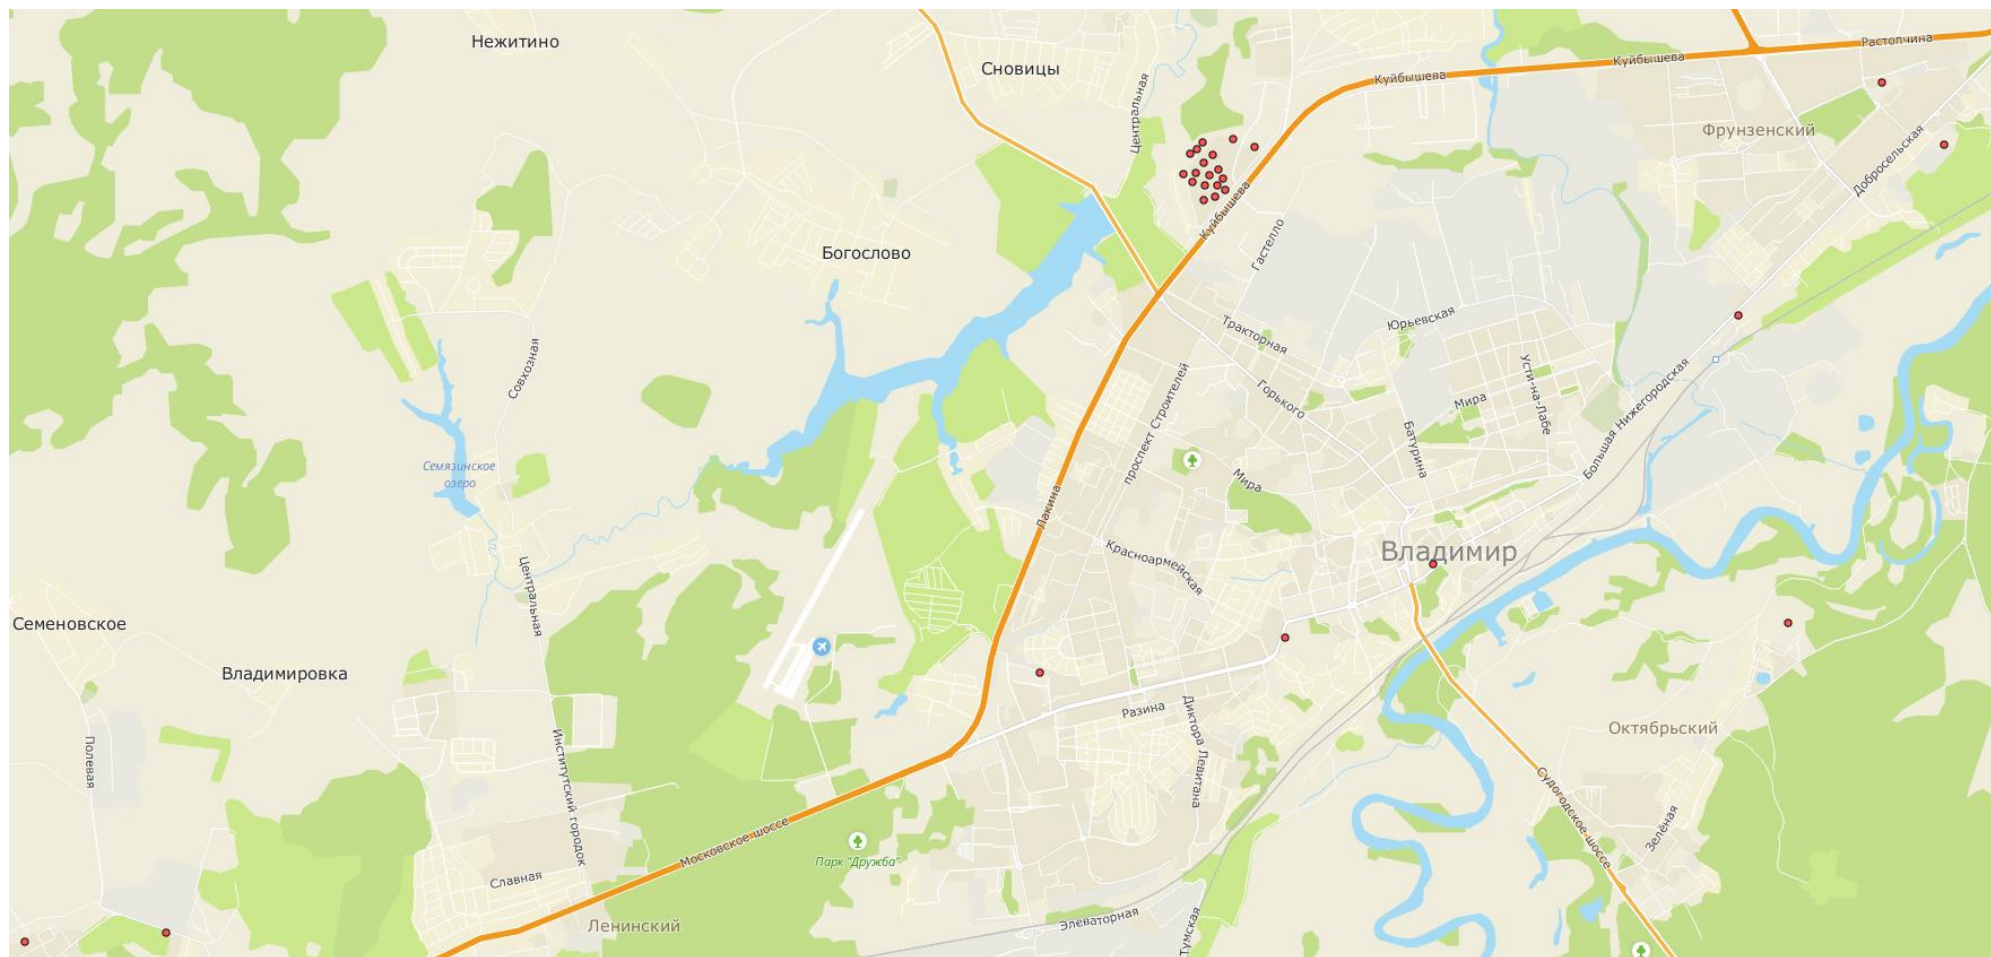 Нежитино
Сновицы
Центральная
Куйбышева
Куйбышева
Растопчина
Фрунзенский
Добросельская
Куйбышева
Гастелло
Богослово
Тракторная
Юрьевская
Совхозная
проспект Строителей
Горького
Мира
Усти-на-Лабе
Большая Нижегородская
Батурина
Семязинское
озеро
Мира
Лакина
Красноармейская
Владимир
Центральная
Семеновское
Владимировка
Разина
Диктора Левитана
Октябрьский
Полевая
Институтский городок
Московское шоссе
Парк "Дружба"
Судогодское шоссе
Зелёная
Славная
Ленинский
Элеваторная
Тумская